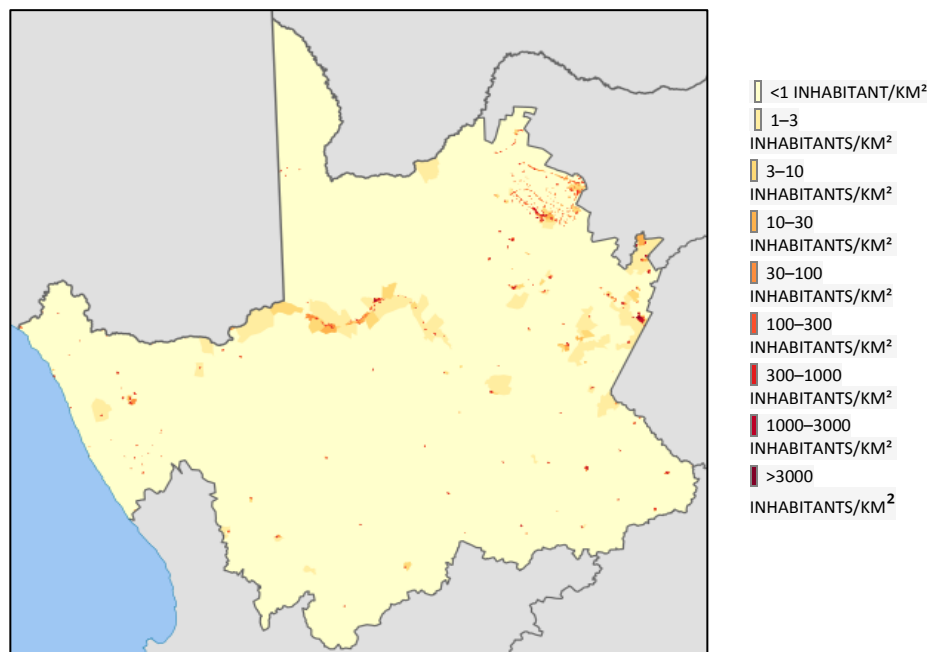 <1 INHABITANT/KM²
1–3
INHABITANTS/KM²
3–10
INHABITANTS/KM²
10–30
INHABITANTS/KM²
30–100
INHABITANTS/KM²
100–300
INHABITANTS/KM²
300–1000
INHABITANTS/KM²
1000–3000
INHABITANTS/KM²
>3000
INHABITANTS/KM²